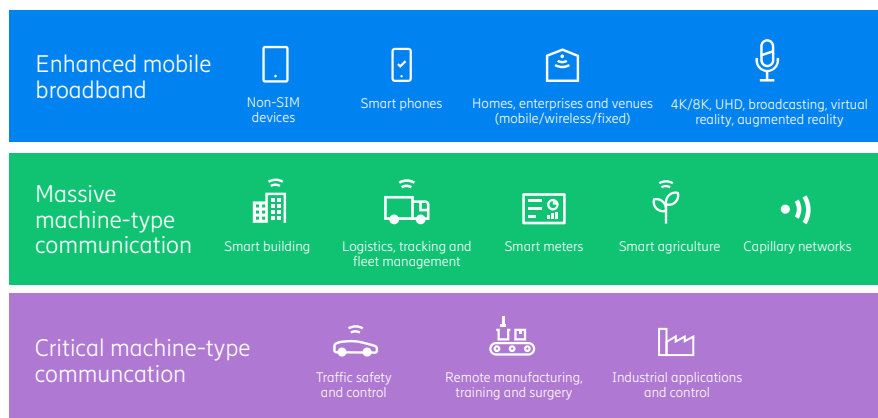 Enhanced mobile
broadband
Non-SIM
devices
Smart phones
Homes, enterprises and venues
(mobile/wireless/fixed)
4K/8K, UHD, broadcasting, virtual
reality, augmented reality
Massive
machine-type
communication
Smart building
Logistics, tracking and
fleet management
Smart meters
Smart agriculture
Capillary networks
Critical machine-type
communcation
Traffic safety
and control
Remote manufacturing,
training and surgery
Industrial applications
and control